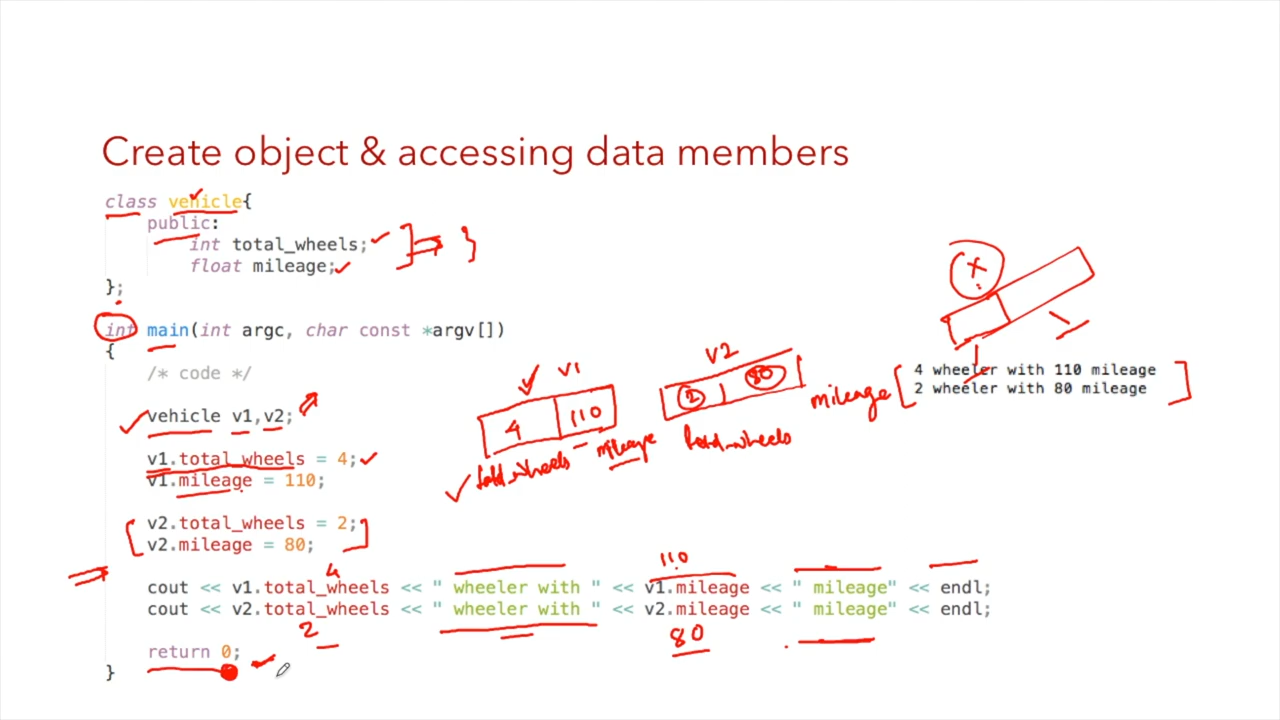 Create object & accessing data members
class vehicle{
public:
int total_wheels;
float mileage;
};
int main(int argc, char const *argv[])
{
/* code */
vehicle v1,v2;
v1.total_wheels = 4;
v1.mileage = 110;
v2.total_wheels = 2;
v2.mileage = 80;
cout << v1.total_wheels << " wheeler with " << v1.mileage << " mileage" << endl;
cout << v2.total_wheels << " wheeler with " << v2.mileage << " mileage" << endl;
return 0;
}
V1
4 110
total_wheels mileage
V2
2 80
total_wheels mileage
X
4 wheeler with 110 mileage
2 wheeler with 80 mileage
4 110
2 80